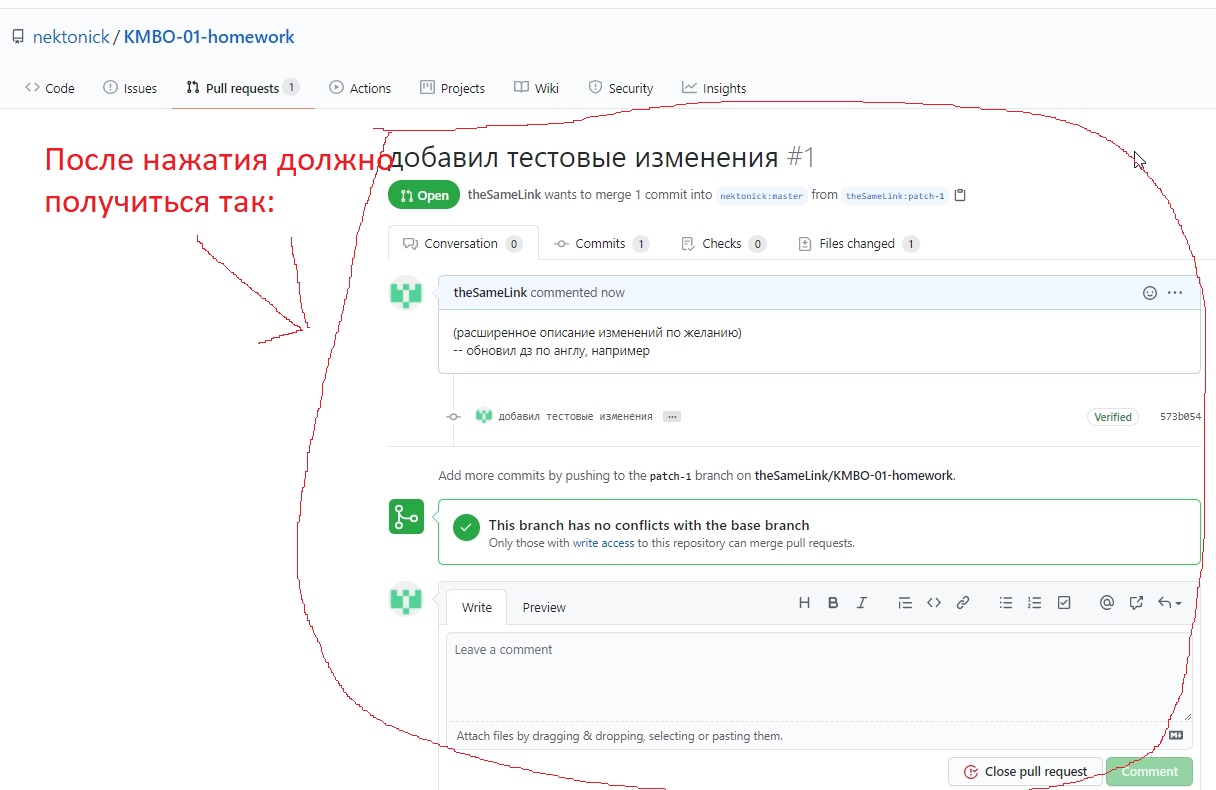 nektonick / KMBO-01-homework
Code Issues Pull requests 1 Actions Projects Wiki Security Insights
После нажатия должно
получиться так:
добавил тестовые изменения #1
Open theSameLink wants to merge 1 commit into nektonick:master from theSameLink:patch-1
Conversation 0 Commits 1 Checks 0 Files changed 1
theSameLink commented now
(расширенное описание изменений по желанию)
-- обновил дз по англу, например
добавил тестовые изменения ... Verified 573b054
Add more commits by pushing to the patch-1 branch on theSameLink/KMBO-01-homework.
This branch has no conflicts with the base branch
Only those with write access to this repository can merge pull requests.
Write Preview H B I @
Leave a comment
Attach files by dragging & dropping, selecting or pasting them.
Close pull request Comment